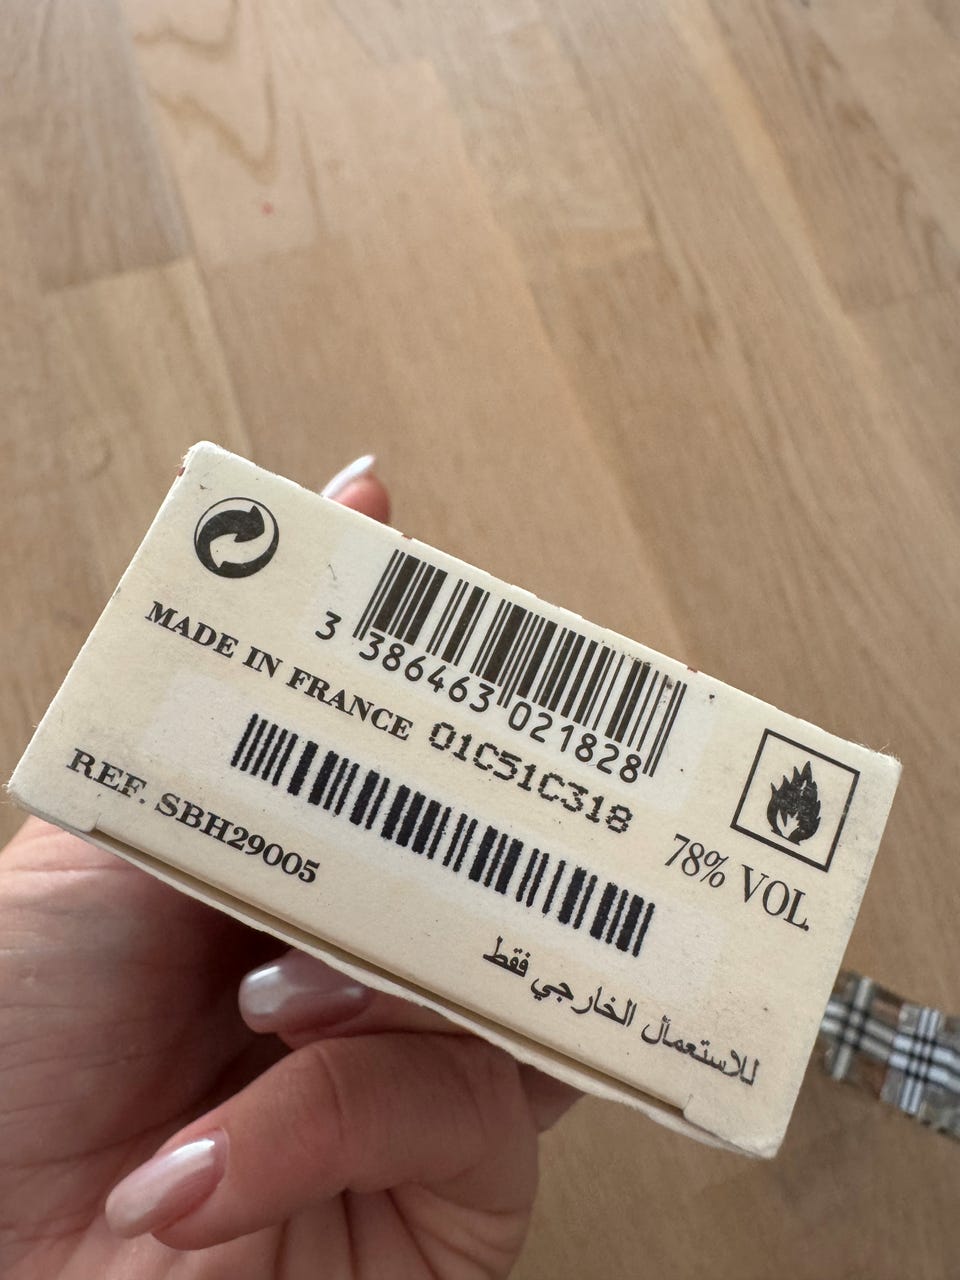 3 386463 021828
MADE IN FRANCE
01C51C318
REF. SBH29005
78% VOL.
للاستعمال الخارجي فقط